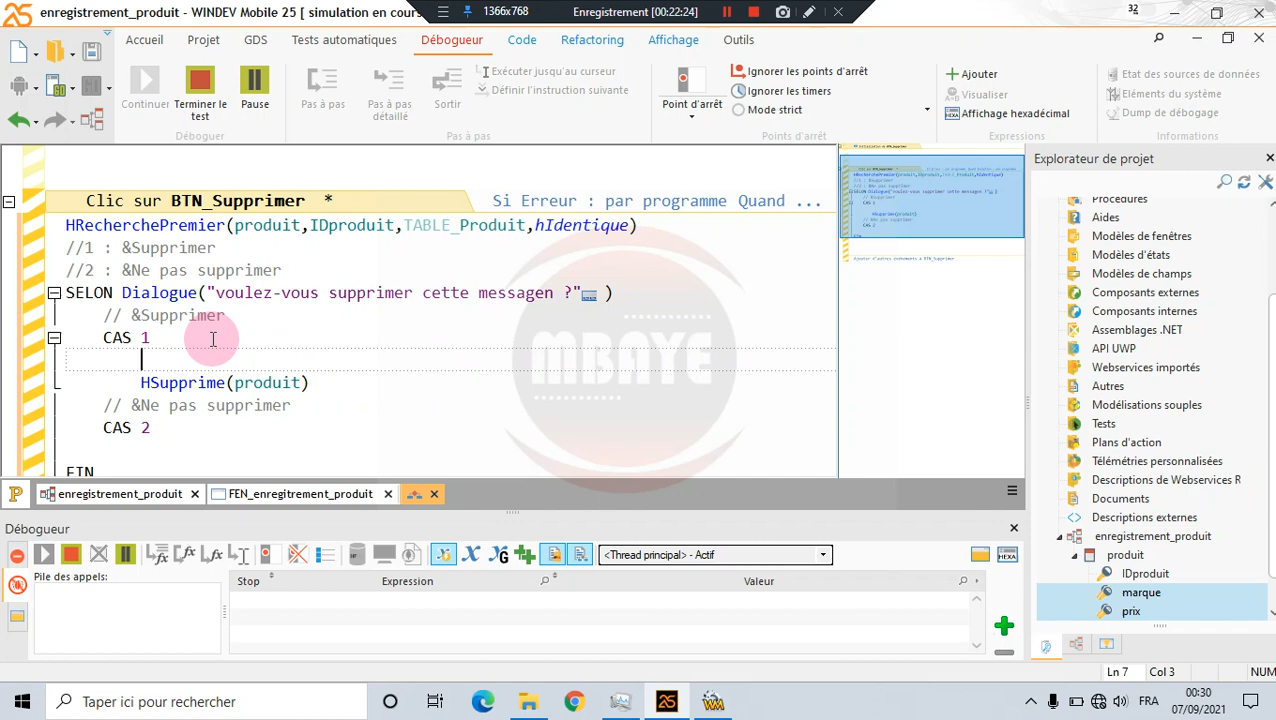 enregistrement_produit - WINDEV Mobile 25 [ simulation en cours
1366x768
Enregistrement [00:22:24]
Accueil Projet GDS Tests automatiques Débogueur Code Refactoring Affichage Outils
Continuer
Terminer le test
Pause
Pas à pas
Pas à pas détaillé
Sortir
Exécuter jusqu'au curseur
Définir l'instruction suivante
Point d'arrêt
Ignorer les points d'arrêt
Ignorer les timers
Mode strict
Ajouter
Visualiser
Affichage hexadécimal
Etat des sources de données
Eléments du système
Dump de débogage
Déboguer
Pas à pas
Points d'arrêt
Expressions
Informations
Clic sur BTN_Supprimer * Si Erreur : par programme Quand ...
HRecherchePremier(produit,IDproduit,TABLE_Produit,hIdentique)
//1 : &Supprimer
//2 : &Ne pas supprimer
SELON Dialogue("voulez-vous supprimer cette messagen ?" )
// &Supprimer
CAS 1
HSupprime(produit)
// &Ne pas supprimer
CAS 2
FIN
MBAYE
Explorateur de projet
Procédures
Aides
Modèles de fenêtres
Modèles d'états
Modèles de champs
Composants externes
Composants internes
Assemblages .NET
API UWP
Webservices importés
Autres
Modélisations souples
Tests
Plans d'action
Télémétries personnalisées
Descriptions de Webservices R
Documents
Descriptions externes
enregistrement_produit
produit
IDproduit
marque
prix
enregistrement_produit
FEN_enregitrement_produit
Débogueur
<Thread principal> - Actif
HEXA
Pile des appels:
Stop Expression Valeur
Ln 7 Col 3 NUM
Taper ici pour rechercher
FRA
00:30
07/09/2021